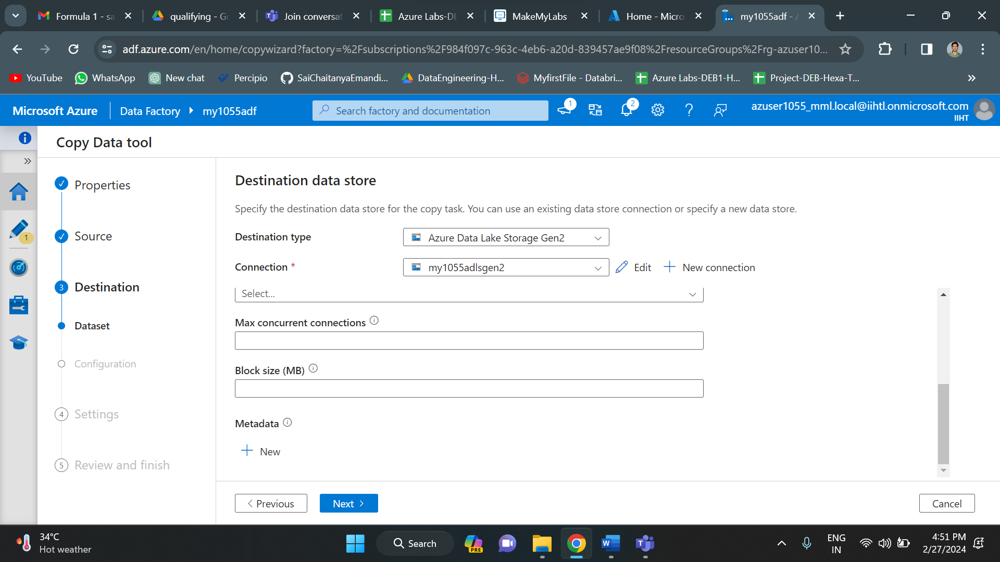 Formula 1 - sa
qualifying - Go
Join conversat
Azure Labs-DE
MakeMyLabs
Home - Micro
my1055adf - A
adf.azure.com/en/home/copywizard?factory=%2Fsubscriptions%2F984f097c-963c-4eb6-a20d-839457ae9f08%2FresourceGroups%2Frg-azuser10...
YouTube
WhatsApp
New chat
Percipio
SaiChaitanyaEmandi...
DataEngineering-H...
MyfirstFile - Databri...
Azure Labs-DEB1-H...
Project-DEB-Hexa-T...
Microsoft Azure
Data Factory
my1055adf
Search factory and documentation
1
2
azuser1055_mml.local@iihtl.onmicrosoft.com
IIHT
Copy Data tool
1
Properties
Source
3 Destination
Dataset
Configuration
4 Settings
5 Review and finish
Destination data store
Specify the destination data store for the copy task. You can use an existing data store connection or specify a new data store.
Destination type
Azure Data Lake Storage Gen2
Connection *
my1055adlsgen2
Edit
New connection
Select...
Max concurrent connections
Block size (MB)
Metadata
New
Previous
Next
Cancel
34°C
Hot weather
Search
PRE
W
T
ENG
IN
4:51 PM
2/27/2024